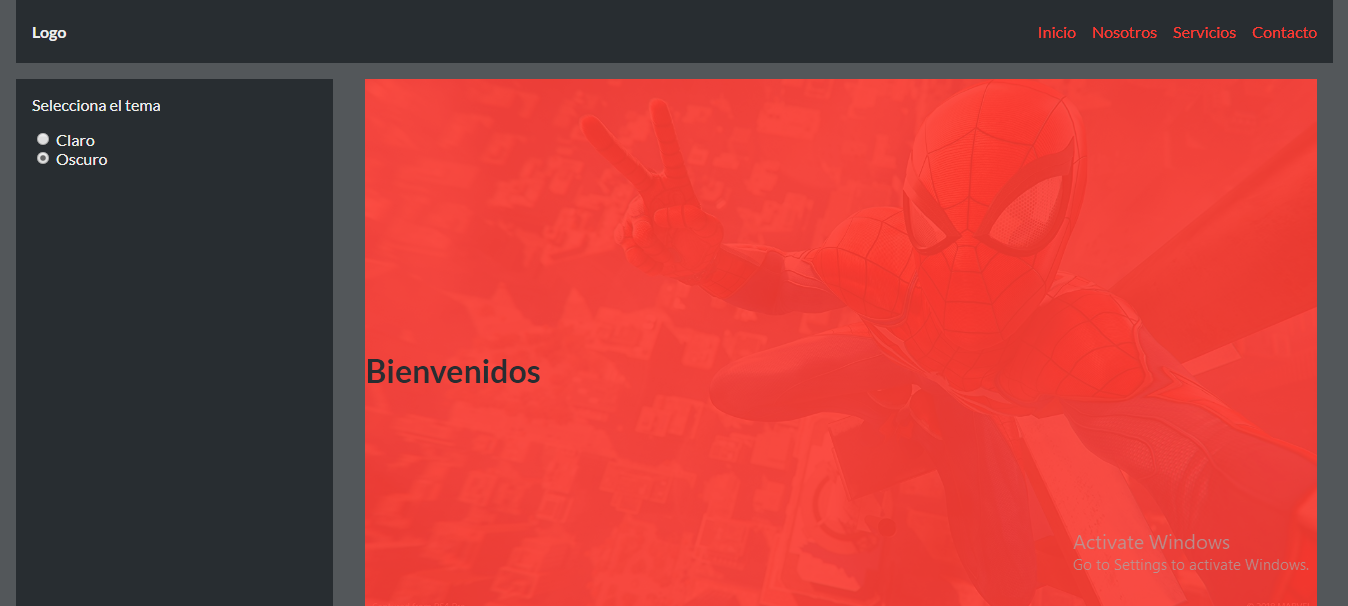 Logo
Inicio Nosotros Servicios Contacto
Selecciona el tema
Claro
Oscuro
Bienvenidos
Activate Windows
Go to Settings to activate Windows.